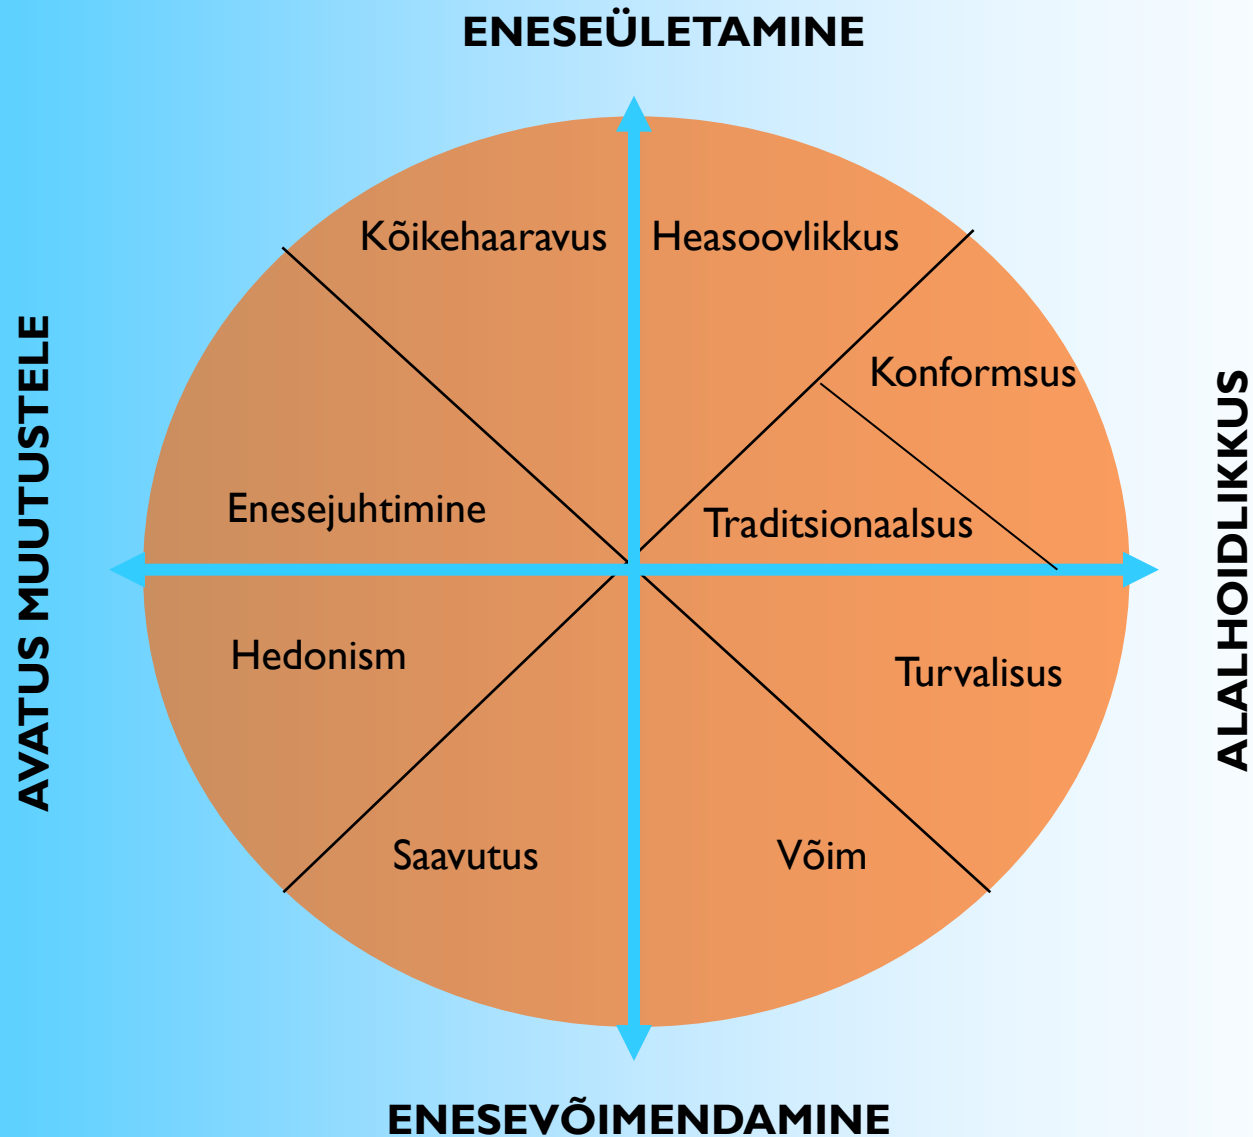 ENESEÜLETAMINE
Kõikehaaravus
Heasoovlikkus
Konformsus
AVATUS MUUTUSTELE
ALALHOIDLIKKUS
Enesejuhtimine
Traditsionaalsus
Hedonism
Turvalisus
Saavutus
Võim
ENESEVÕIMENDAMINE